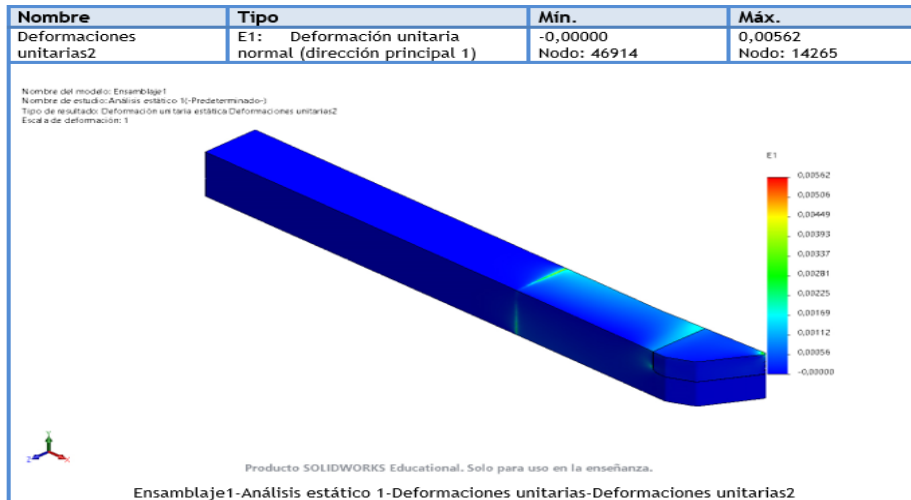 Nombre Tipo Mín. Máx.
Deformaciones unitarias2 E1: Deformación unitaria normal (dirección principal 1) -0,00000 Nodo: 46914 0,00562 Nodo: 14265
Nombre del modelo: Ensamblaje1
Nombre de estudio: Análisis estático 1(-Predeterminado-)
Tipo de resultado: Deformación unitaria estática Deformaciones unitarias2
Escala de deformación: 1
E1
0,00562
0,00506
0,00449
0,00393
0,00337
0,00281
0,00225
0,00169
0,00112
0,00056
-0,00000
Y
Z X
Producto SOLIDWORKS Educational. Solo para uso en la enseñanza.
Ensamblaje1-Análisis estático 1-Deformaciones unitarias-Deformaciones unitarias2